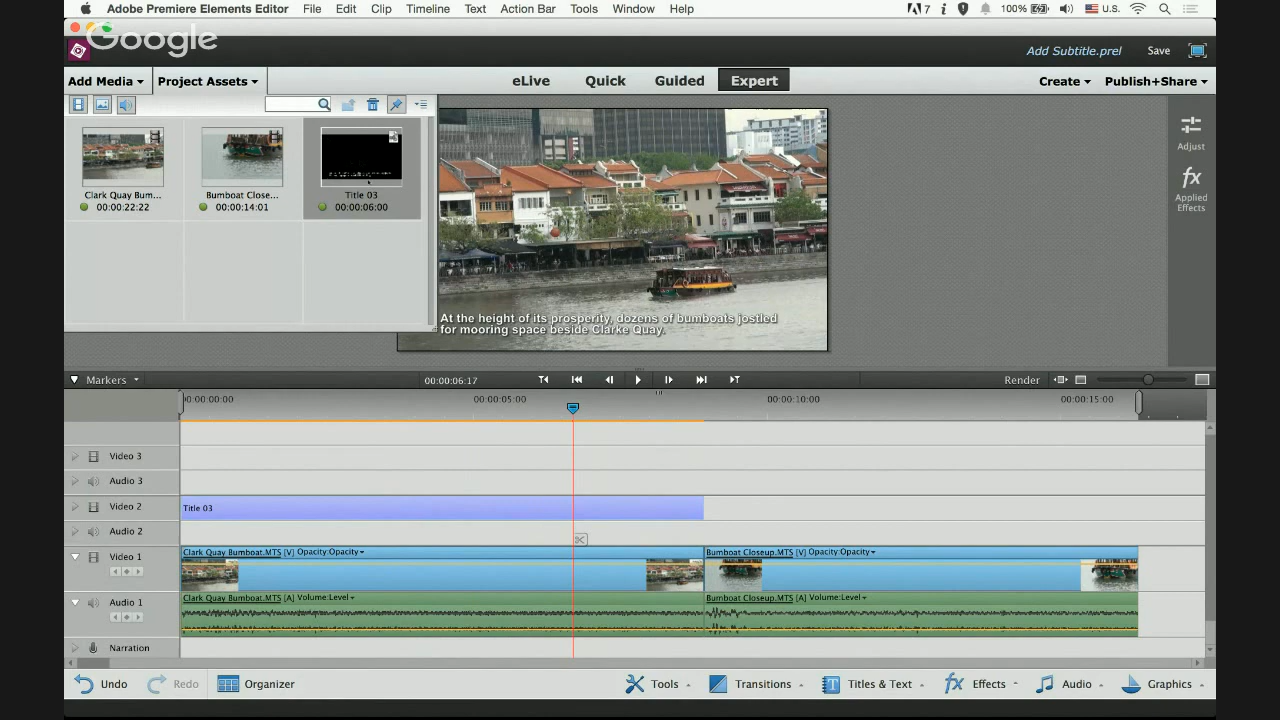 Adobe Premiere Elements Editor File Edit Clip Timeline Text Action Bar Tools Window Help 7 100% U.S.
Google
Add Subtitle.prel Save
Add Media Project Assets eLive Quick Guided Expert Create Publish+Share
Adjust
Clark Quay Bum... Bumboat Close... Title 03
00:00:22:22 00:00:14:01 00:00:06:00
fx
Applied
Effects
At the height of its prosperity, dozens of bumboats jostled
for mooring space beside Clarke Quay.
Markers 00:00:06:17 Render
00:00:00:00 00:00:05:00 00:00:10:00 00:00:15:00
Video 3
Audio 3
Video 2 Title 03
Audio 2
Video 1 Clark Quay Bumboat.MTS [V] Opacity:Opacity Bumboat Closeup.MTS [V] Opacity:Opacity
Audio 1 Clark Quay Bumboat.MTS [A] Volume:Level Bumboat Closeup.MTS [A] Volume:Level
Narration
Undo Redo Organizer Tools Transitions T Titles & Text fx Effects Audio Graphics